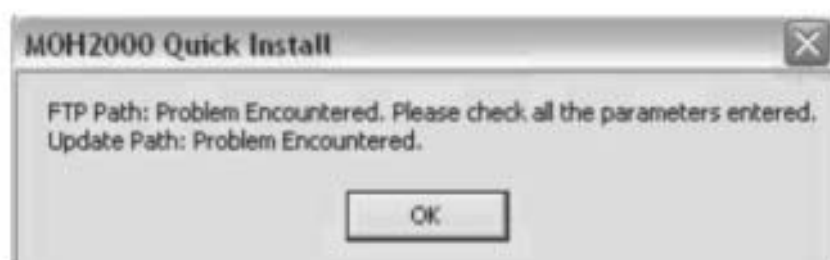 MOH2000 Quick Install
FTP Path: Problem Encountered. Please check all the parameters entered.
Update Path: Problem Encountered.
OK